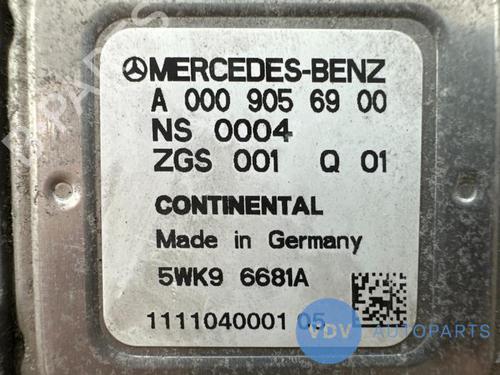 MERCEDES-BENZ
A 000 905 69 00
NS 0004
ZGS 001 Q 01
CONTINENTAL
Made in Germany
5WK9 6681A
1111040001 05
VDV AUTOPARTS